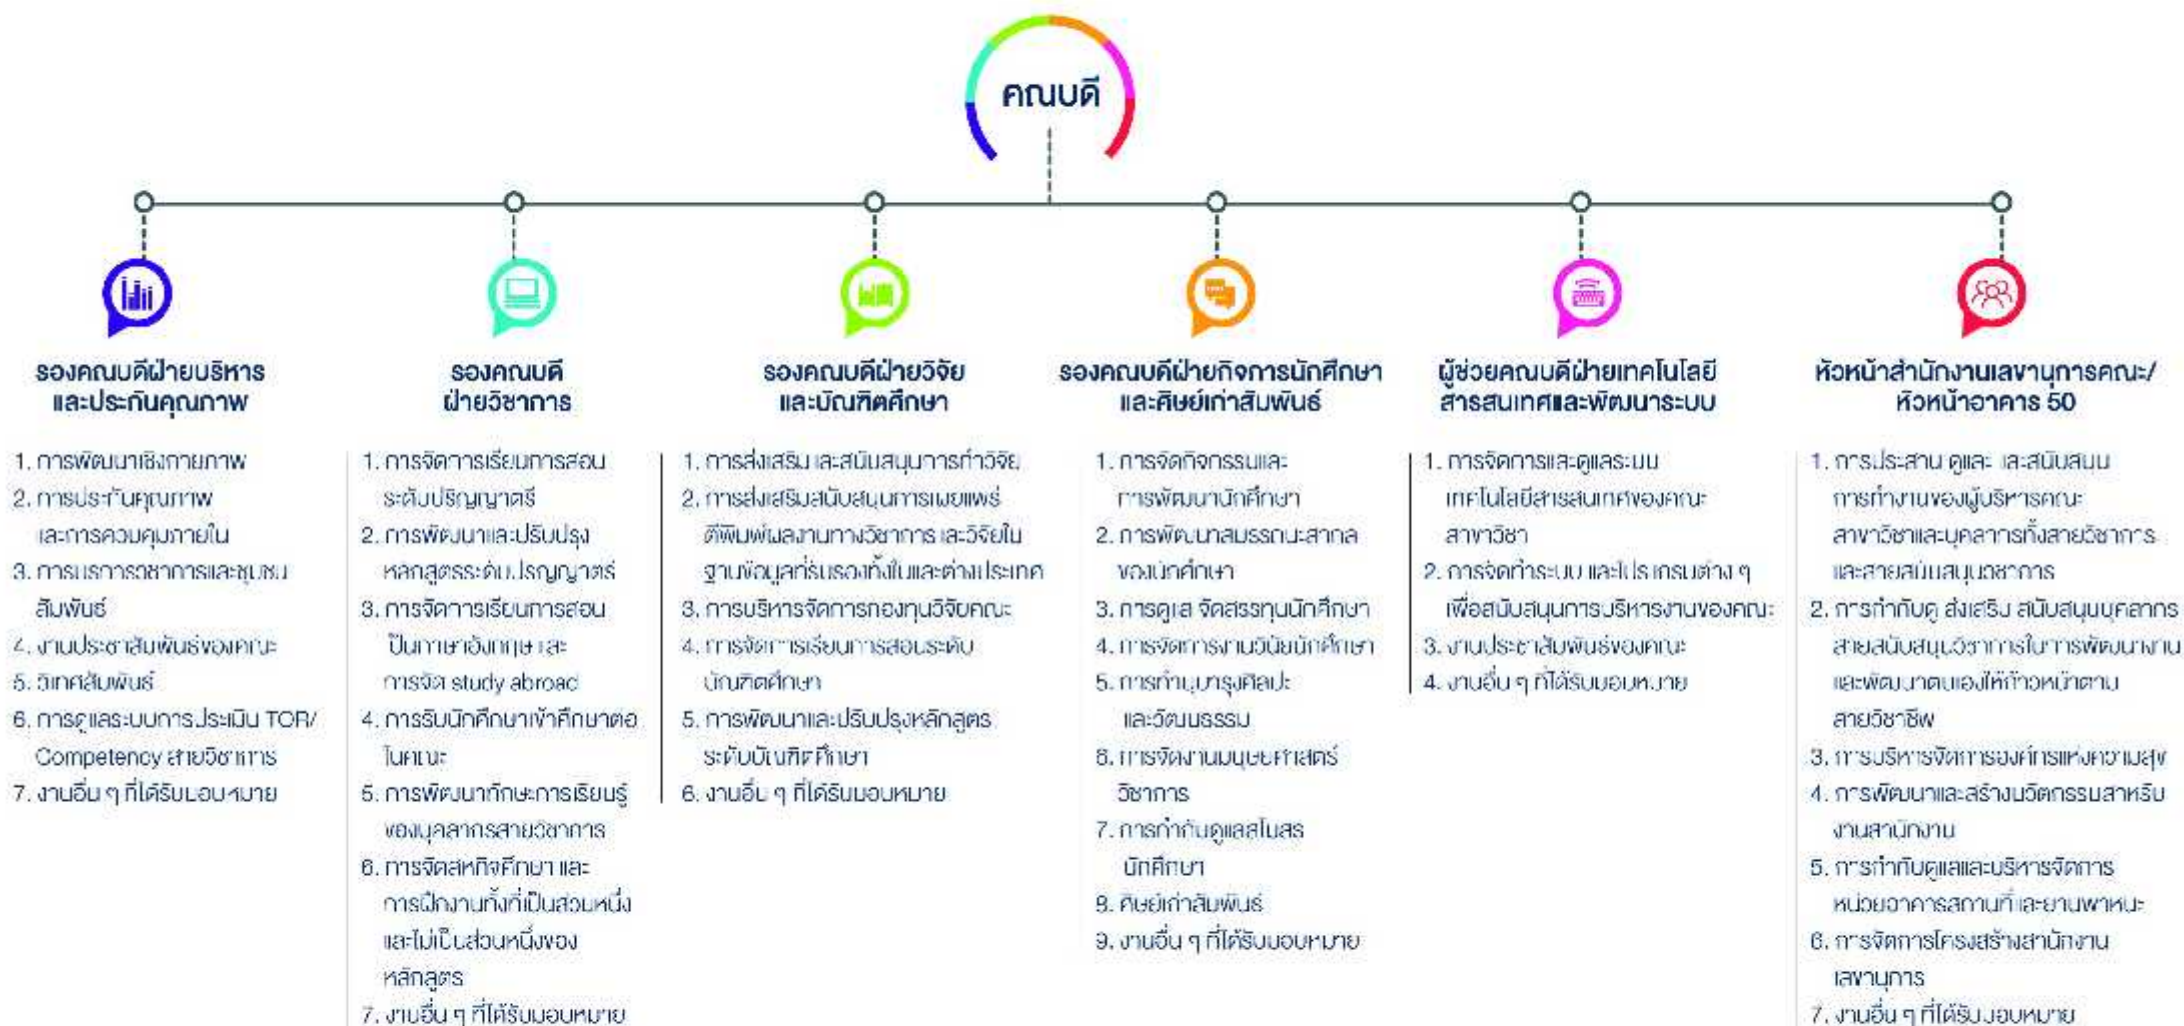 คณบดี
รองคณบดีฝ่ายบริหาร
และประกันคุณภาพ
1. การพัฒนาเชิงกายภาพ
2. การประกันคุณภาพ
และการควบคุมภายใน
3. การบริการวิชาการและชุมชน
สัมพันธ์
4. งานประชาสัมพันธ์ของคณะ
5. วิเทศสัมพันธ์
6. การดูแลระบบการประเมิน TOR/
Competency สายวิชาการ
7. งานอื่น ๆ ที่ได้รับมอบหมาย
รองคณบดี
ฝ่ายวิชาการ
1. การจัดการเรียนการสอน
ระดับปริญญาตรี
2. การพัฒนาและปรับปรุง
หลักสูตรระดับปริญญาตรี
3. การจัดการเรียนการสอน
เป็นภาษาอังกฤษ และ
การจัด study abroad
4. การรับนักศึกษาเข้าศึกษาต่อ
ในคณะ
5. การพัฒนาทักษะการเรียนรู้
ของบุคลากรสายวิชาการ
6. การจัดสหกิจศึกษา และ
การฝึกงานทั้งที่เป็นส่วนหนึ่ง
และไม่เป็นส่วนหนึ่งของ
หลักสูตร
7. งานอื่น ๆ ที่ได้รับมอบหมาย
รองคณบดีฝ่ายวิจัย
และบัณฑิตศึกษา
1. การส่งเสริมและสนับสนุนการทำวิจัย
2. การส่งเสริมสนับสนุนการเผยแพร่
ตีพิมพ์ผลงานทางวิชาการและวิจัยใน
ฐานข้อมูลที่รับรองทั้งในและต่างประเทศ
3. การบริหารจัดการกองทุนวิจัยคณะ
4. การจัดการเรียนการสอนระดับ
บัณฑิตศึกษา
5. การพัฒนาและปรับปรุงหลักสูตร
ระดับบัณฑิตศึกษา
6. งานอื่น ๆ ที่ได้รับมอบหมาย
รองคณบดีฝ่ายกิจการนักศึกษา
และศิษย์เก่าสัมพันธ์
1. การจัดกิจกรรมและ
การพัฒนานักศึกษา
2. การพัฒนาสมรรถนะสากล
ของนักศึกษา
3. การดูแล จัดสรรทุนนักศึกษา
4. การจัดการงานวินัยนักศึกษา
5. การทำนุบำรุงศิลปะ
และวัฒนธรรม
6. การจัดงานมนุษยศาสตร์
วิชาการ
7. การกำกับดูแลสโมสร
นักศึกษา
8. ศิษย์เก่าสัมพันธ์
9. งานอื่น ๆ ที่ได้รับมอบหมาย
ผู้ช่วยคณบดีฝ่ายเทคโนโลยี
สารสนเทศและพัฒนาระบบ
1. การจัดการและดูแลระบบ
เทคโนโลยีสารสนเทศของคณะ
สาขาวิชา
2. การจัดทำระบบ และโปรแกรมต่าง ๆ
เพื่อสนับสนุนการบริหารงานของคณะ
3. งานประชาสัมพันธ์ของคณะ
4. งานอื่น ๆ ที่ได้รับมอบหมาย
หัวหน้าสำนักงานเลขานุการคณะ/
หัวหน้าอาคาร 50
1. การประสาน ดูแล และสนับสนุน
การทำงานของผู้บริหารคณะ
สาขาวิชาและบุคลากรทั้งสายวิชาการ
และสายสนับสนุนวิชาการ
2. การกำกับดู ส่งเสริม สนับสนุนบุคลากร
สายสนับสนุนวิชาการในการพัฒนางาน
และพัฒนาตนเองให้ก้าวหน้าตาม
สายวิชาชีพ
3. การบริหารจัดการองค์กรแห่งความสุข
4. การพัฒนาและสร้างนวัตกรรมสำหรับ
งานสำนักงาน
5. การกำกับดูแลและบริหารจัดการ
หน่วยอาคารสถานที่และยานพาหนะ
6. การจัดการโครงสร้างสำนักงาน
เลขานุการ
7. งานอื่น ๆ ที่ได้รับมอบหมาย